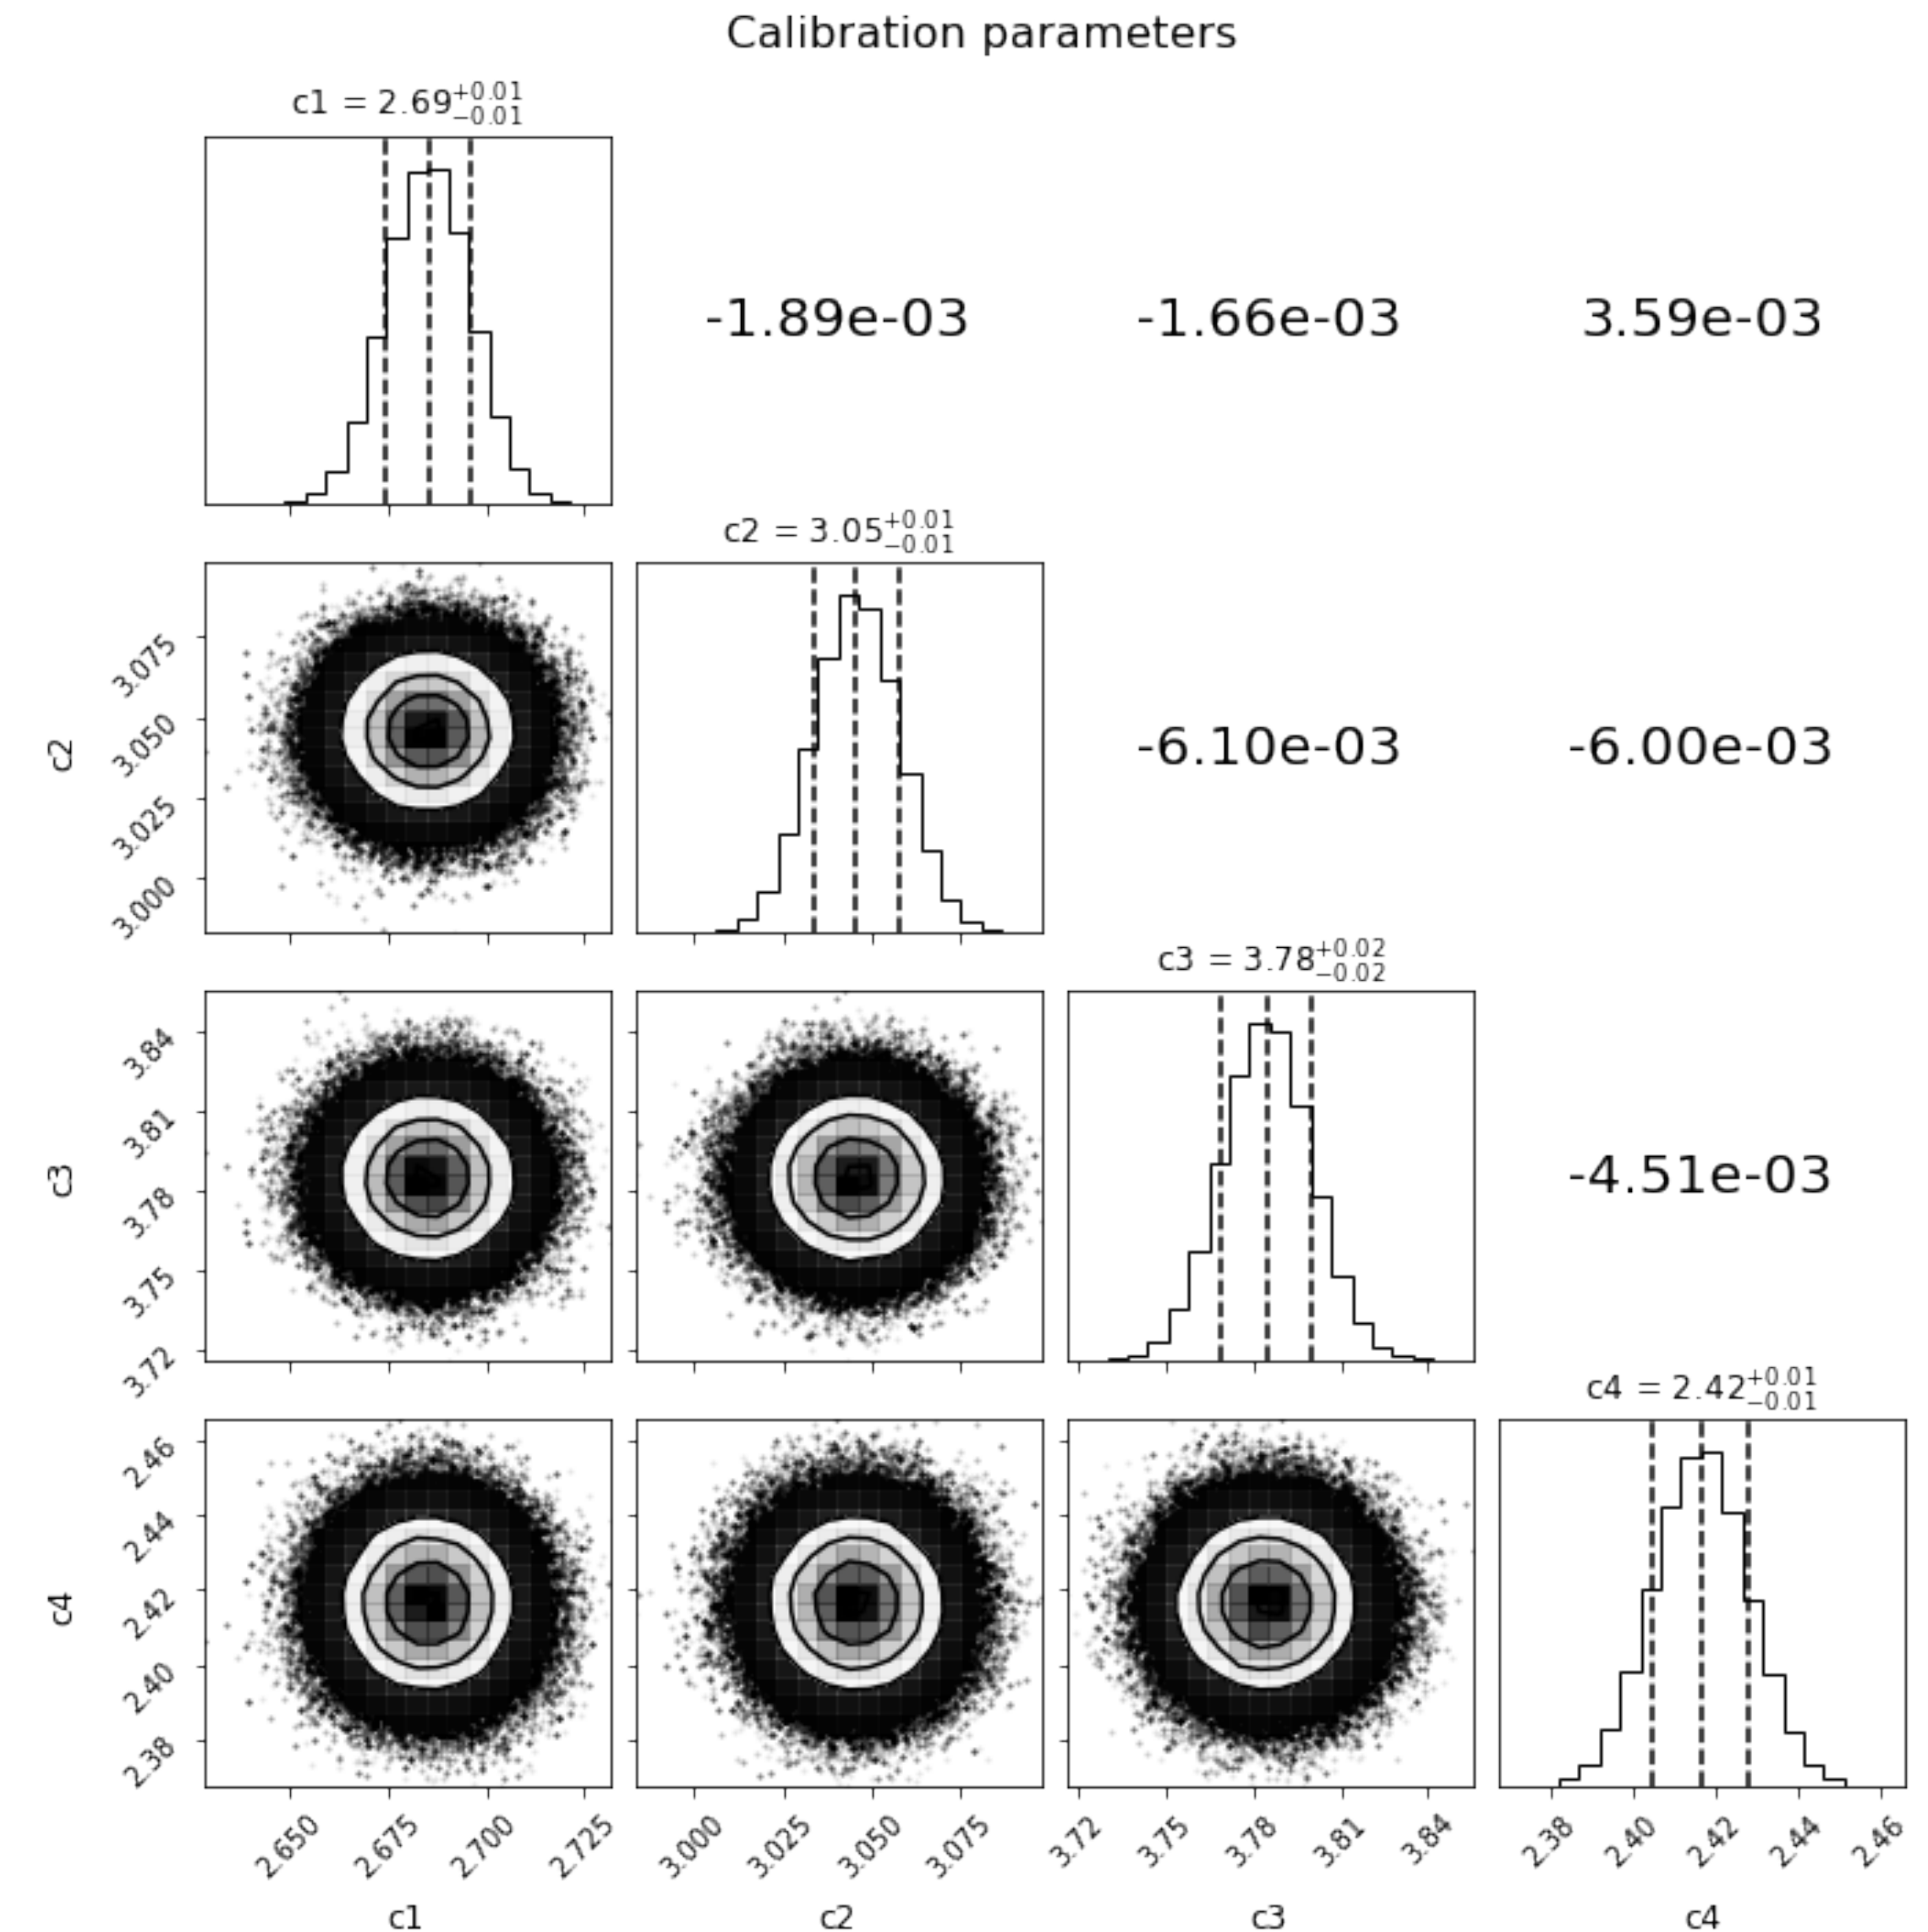 Calibration parameters
c1 = 2.69+0.01−0.01
-1.89e-03
-1.66e-03
3.59e-03
c2 = 3.05+0.01−0.01
c2
3.075
3.050
3.025
3.000
-6.10e-03
-6.00e-03
c3 = 3.78+0.02−0.02
c3
3.84
3.81
3.78
3.75
3.72
-4.51e-03
c4 = 2.42+0.01−0.01
c4
2.46
2.44
2.42
2.40
2.38
2.650 2.675 2.700 2.725 3.000 3.025 3.050 3.075 3.72 3.75 3.78 3.81 3.84 2.38 2.40 2.42 2.44 2.46
c1 c2 c3 c4